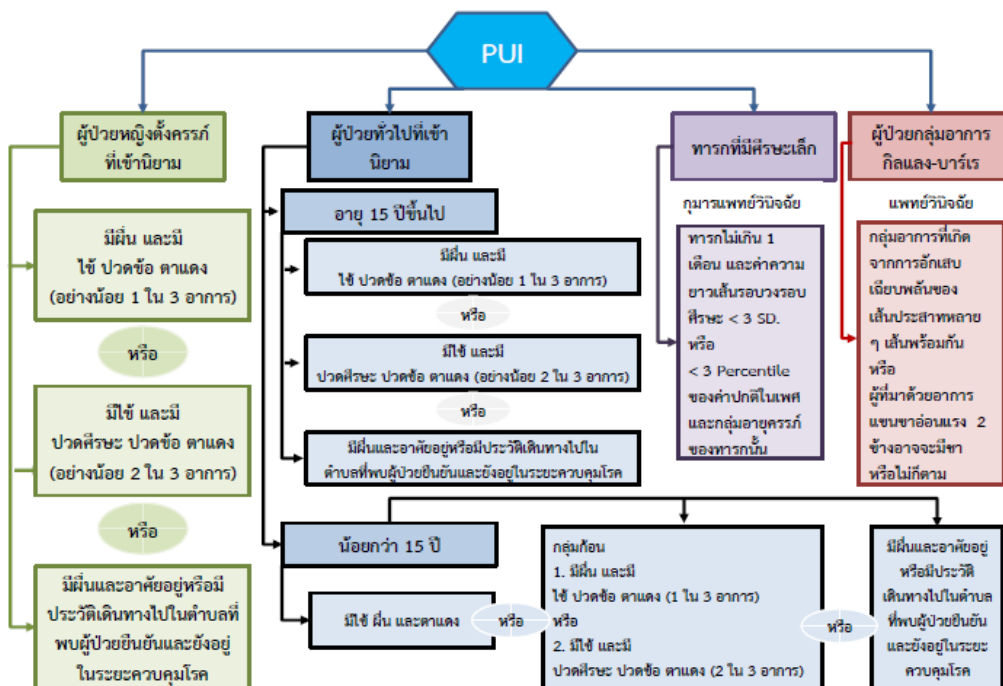 PUI
ผู้ป่วยหญิงตั้งครรภ์
ที่เข้านิยาม
มีผื่น และมี
ไข้ ปวดข้อ ตาแดง
(อย่างน้อย 1 ใน 3 อาการ)
หรือ
มีไข้ และมี
ปวดศีรษะ ปวดข้อ ตาแดง
(อย่างน้อย 2 ใน 3 อาการ)
หรือ
มีผื่นและอาศัยอยู่หรือมี
ประวัติเดินทางไปในตำบลที่
พบผู้ป่วยยืนยันและยังอยู่
ในระยะควบคุมโรค
ผู้ป่วยทั่วไปที่เข้า
นิยาม
อายุ 15 ปีขึ้นไป
มีผื่น และมี
ไข้ ปวดข้อ ตาแดง (อย่างน้อย 1 ใน 3 อาการ)
หรือ
มีไข้ และมี
ปวดศีรษะ ปวดข้อ ตาแดง (อย่างน้อย 2 ใน 3 อาการ)
หรือ
มีผื่นและอาศัยอยู่หรือมีประวัติเดินทางไปใน
ตำบลที่พบผู้ป่วยยืนยันและยังอยู่ในระยะควบคุมโรค
น้อยกว่า 15 ปี
มีไข้ ผื่น และตาแดง
หรือ
กลุ่มก้อน
1. มีผื่น และมี
ไข้ ปวดข้อ ตาแดง (1 ใน 3 อาการ)
หรือ
2. มีไข้ และมี
ปวดศีรษะ ปวดข้อ ตาแดง (2 ใน 3 อาการ)
หรือ
มีผื่นและอาศัยอยู่
หรือมีประวัติ
เดินทางไปในตำบล
ที่พบผู้ป่วยยืนยัน
และยังอยู่ในระยะ
ควบคุมโรค
ทารกที่มีศีรษะเล็ก
กุมารแพทย์วินิจฉัย
ทารกไม่เกิน 1
เดือน และค่าความ
ยาวเส้นรอบวงรอบ
ศีรษะ < 3 SD.
หรือ
< 3 Percentile
ของค่าปกติในเพศ
และกลุ่มอายุครรภ์
ของทารกนั้น
ผู้ป่วยกลุ่มอาการ
กิลแลง-บาร์เร
แพทย์วินิจฉัย
กลุ่มอาการที่เกิด
จากการอักเสบ
เฉียบพลันของ
เส้นประสาทหลาย
ๆ เส้นพร้อมกัน
หรือ
ผู้ที่มาด้วยอาการ
แขนขาอ่อนแรง 2
ข้างอาจจะมีชา
หรือไม่ก็ตาม